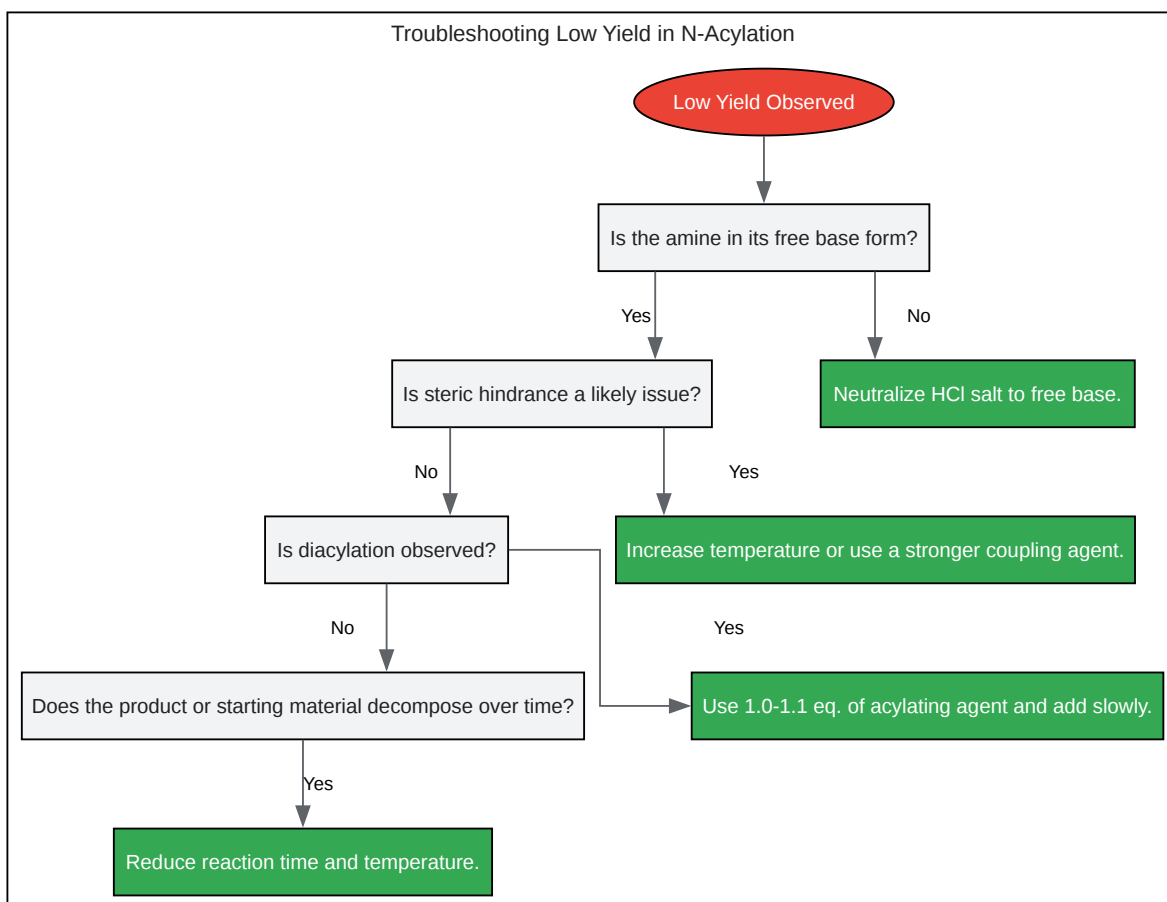 Troubleshooting Low Yield in N-Acylation
Low Yield Observed
Is the amine in its free base form?
Yes
No
Is steric hindrance a likely issue?
Neutralize HCl salt to free base.
No
Yes
Is diacylation observed?
Increase temperature or use a stronger coupling agent.
No
Yes
Does the product or starting material decompose over time?
Use 1.0-1.1 eq. of acylating agent and add slowly.
Yes
Reduce reaction time and temperature.